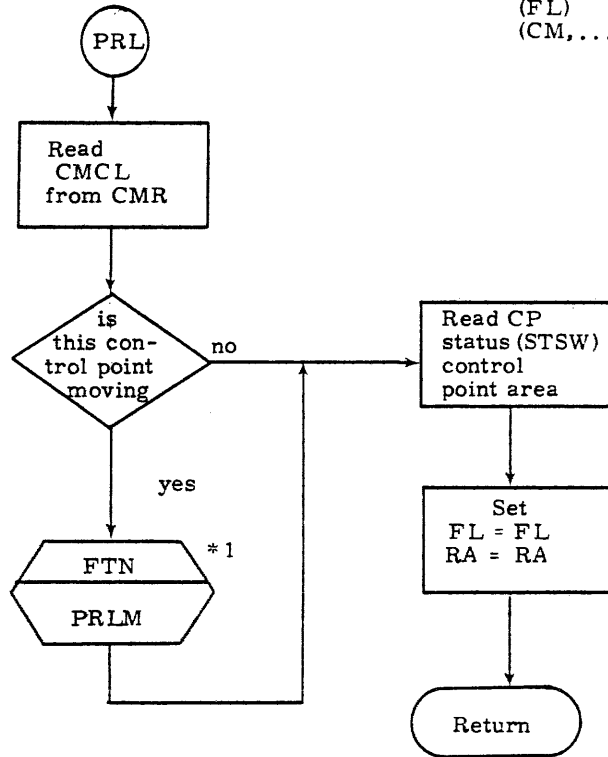 (FL)
(CM,...
PRL
Read
CMCL
from CMR
is
this con-
trol point
moving
no
yes
FTN
*1
PRLM
Read CP
status (STSW)
control
point area
Set
FL = FL
RA = RA
Return